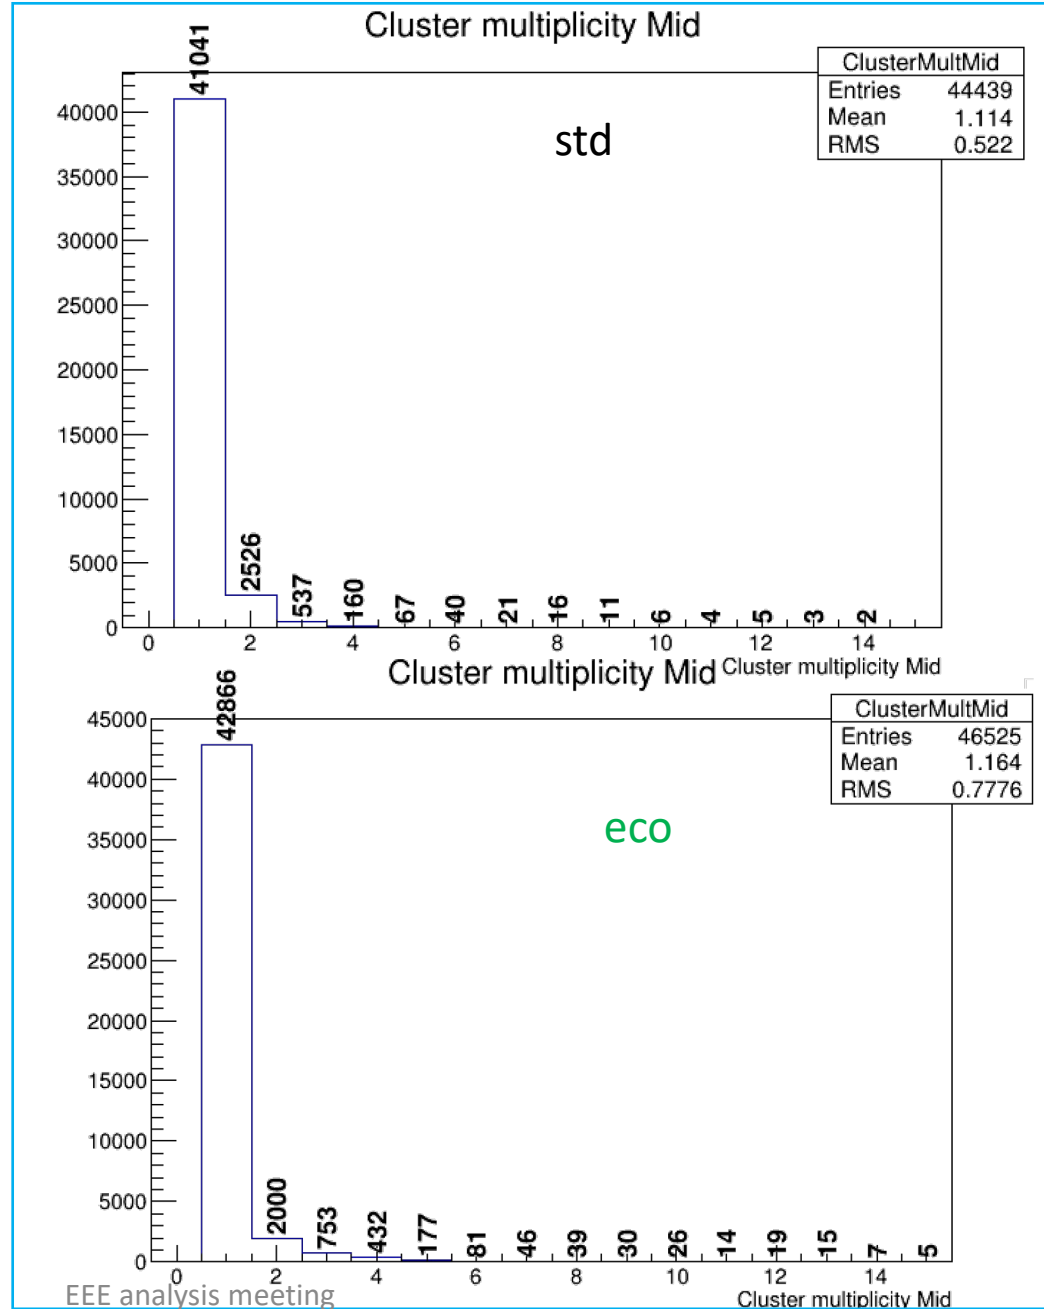 Cluster multiplicity Mid
ClusterMultMid
Entries 44439
Mean 1.114
RMS 0.522
std
40000
35000
30000
25000
20000
15000
10000
5000
0
41041
2526
537
160
67
40
21
16
11
6
4
5
3
2
0 2 4 6 8 10 12 14
Cluster multiplicity Mid
Cluster multiplicity Mid
ClusterMultMid
Entries 46525
Mean 1.164
RMS 0.7776
eco
45000
40000
35000
30000
25000
20000
15000
10000
5000
0
42866
2000
753
432
177
81
46
39
30
26
14
19
15
7
5
0 2 4 6 8 10 12 14
Cluster multiplicity Mid
EEE analysis meeting